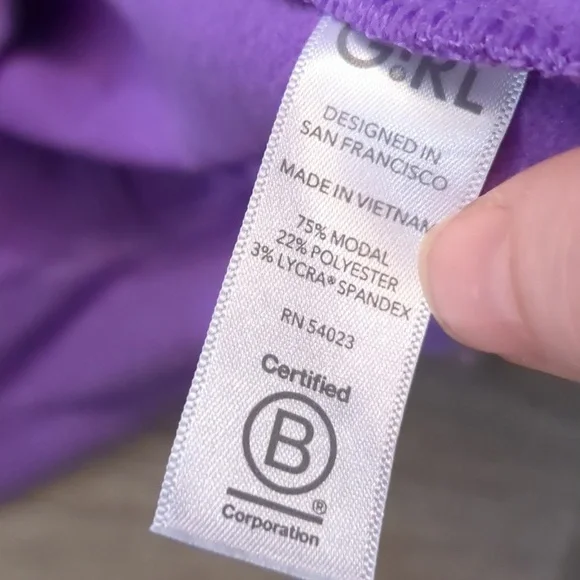 G!RL
DESIGNED IN
SAN FRANCISCO
MADE IN VIETNAM
75% MODAL
22% POLYESTER
3% LYCRA® SPANDEX
RN 54023
Certified
B
®
Corporation